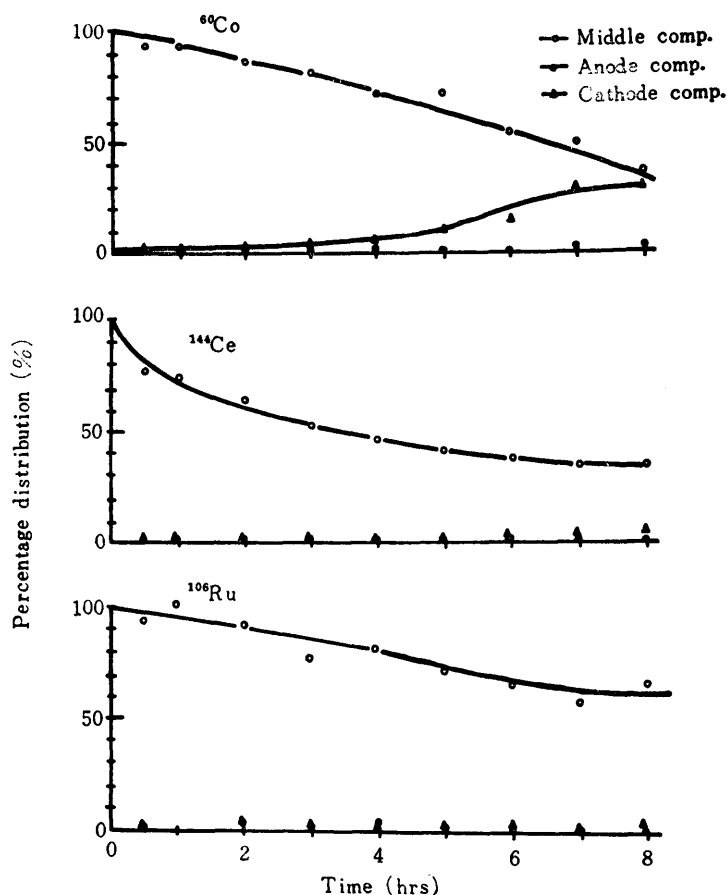 ⁶⁰Co
Middle comp.
Anode comp.
Cathode comp.
100
50
0
¹⁴⁴Ce
100
50
0
¹⁰⁶Ru
100
50
0
Percentage distribution (%)
0 2 4 6 8
Time (hrs)